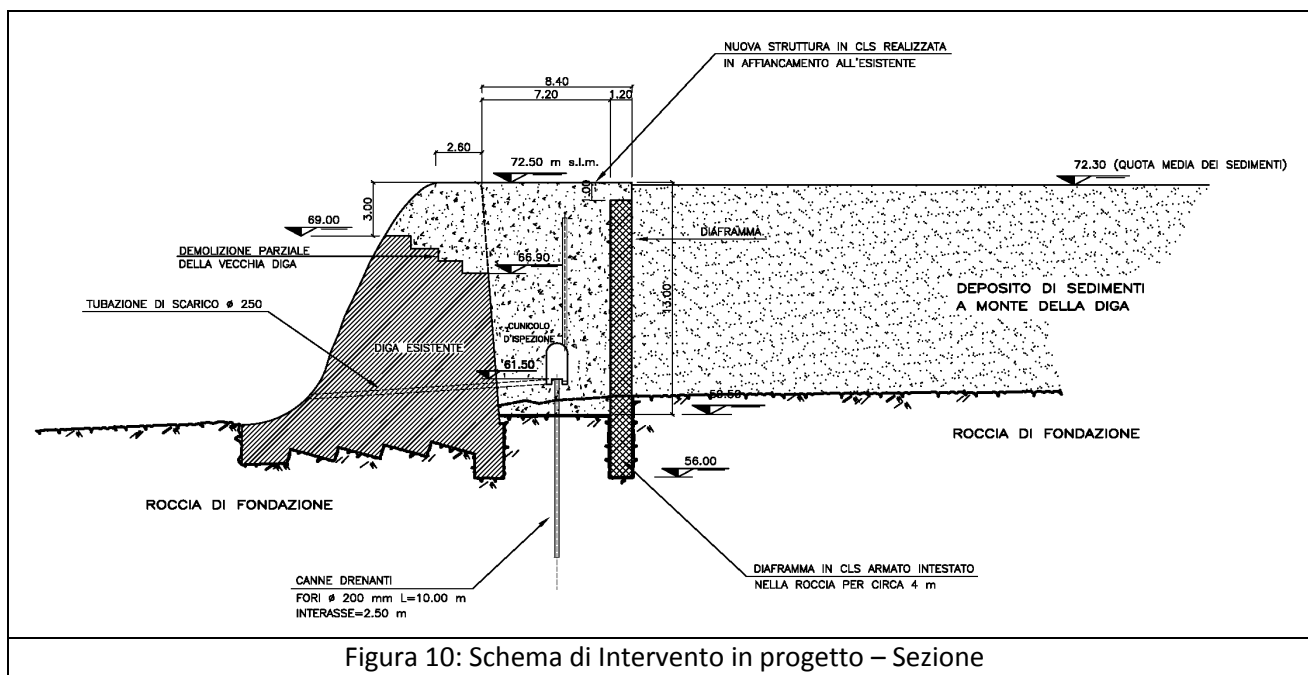 NUOVA STRUTTURA IN CLS REALIZZATA
IN AFFIANCAMENTO ALL'ESISTENTE
8.40
7.20
1.20
2.60
72.50 m s.l.m.
72.30 (QUOTA MEDIA DEI SEDIMENTI)
3.00
69.00
DEMOLIZIONE PARZIALE
DELLA VECCHIA DIGA
DIAFRAMMA
66.90
13.00
DEPOSITO DI SEDIMENTI
A MONTE DELLA DIGA
TUBAZIONE DI SCARICO ø 250
CUNICOLO
D'ISPEZIONE
DIGA ESISTENTE
61.50
59.50
ROCCIA DI FONDAZIONE
56.00
ROCCIA DI FONDAZIONE
CANNE DRENANTI
FORI ø 200 mm L=10.00 m
INTERASSE=2.50 m
DIAFRAMMA IN CLS ARMATO INTESTATO
NELLA ROCCIA PER CIRCA 4 m
Figura 10: Schema di Intervento in progetto – Sezione